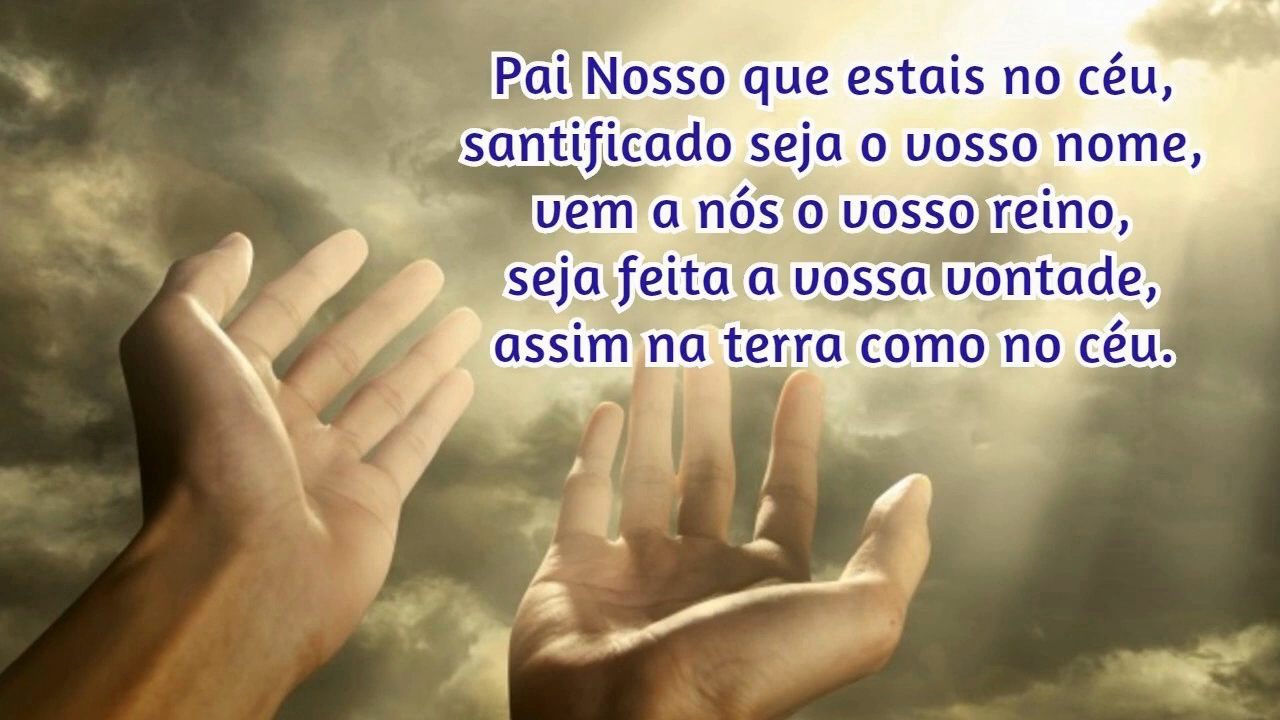 Pai Nosso que estais no céu,
santificado seja o vosso nome,
vem a nós o vosso reino,
seja feita a vossa vontade,
assim na terra como no céu.